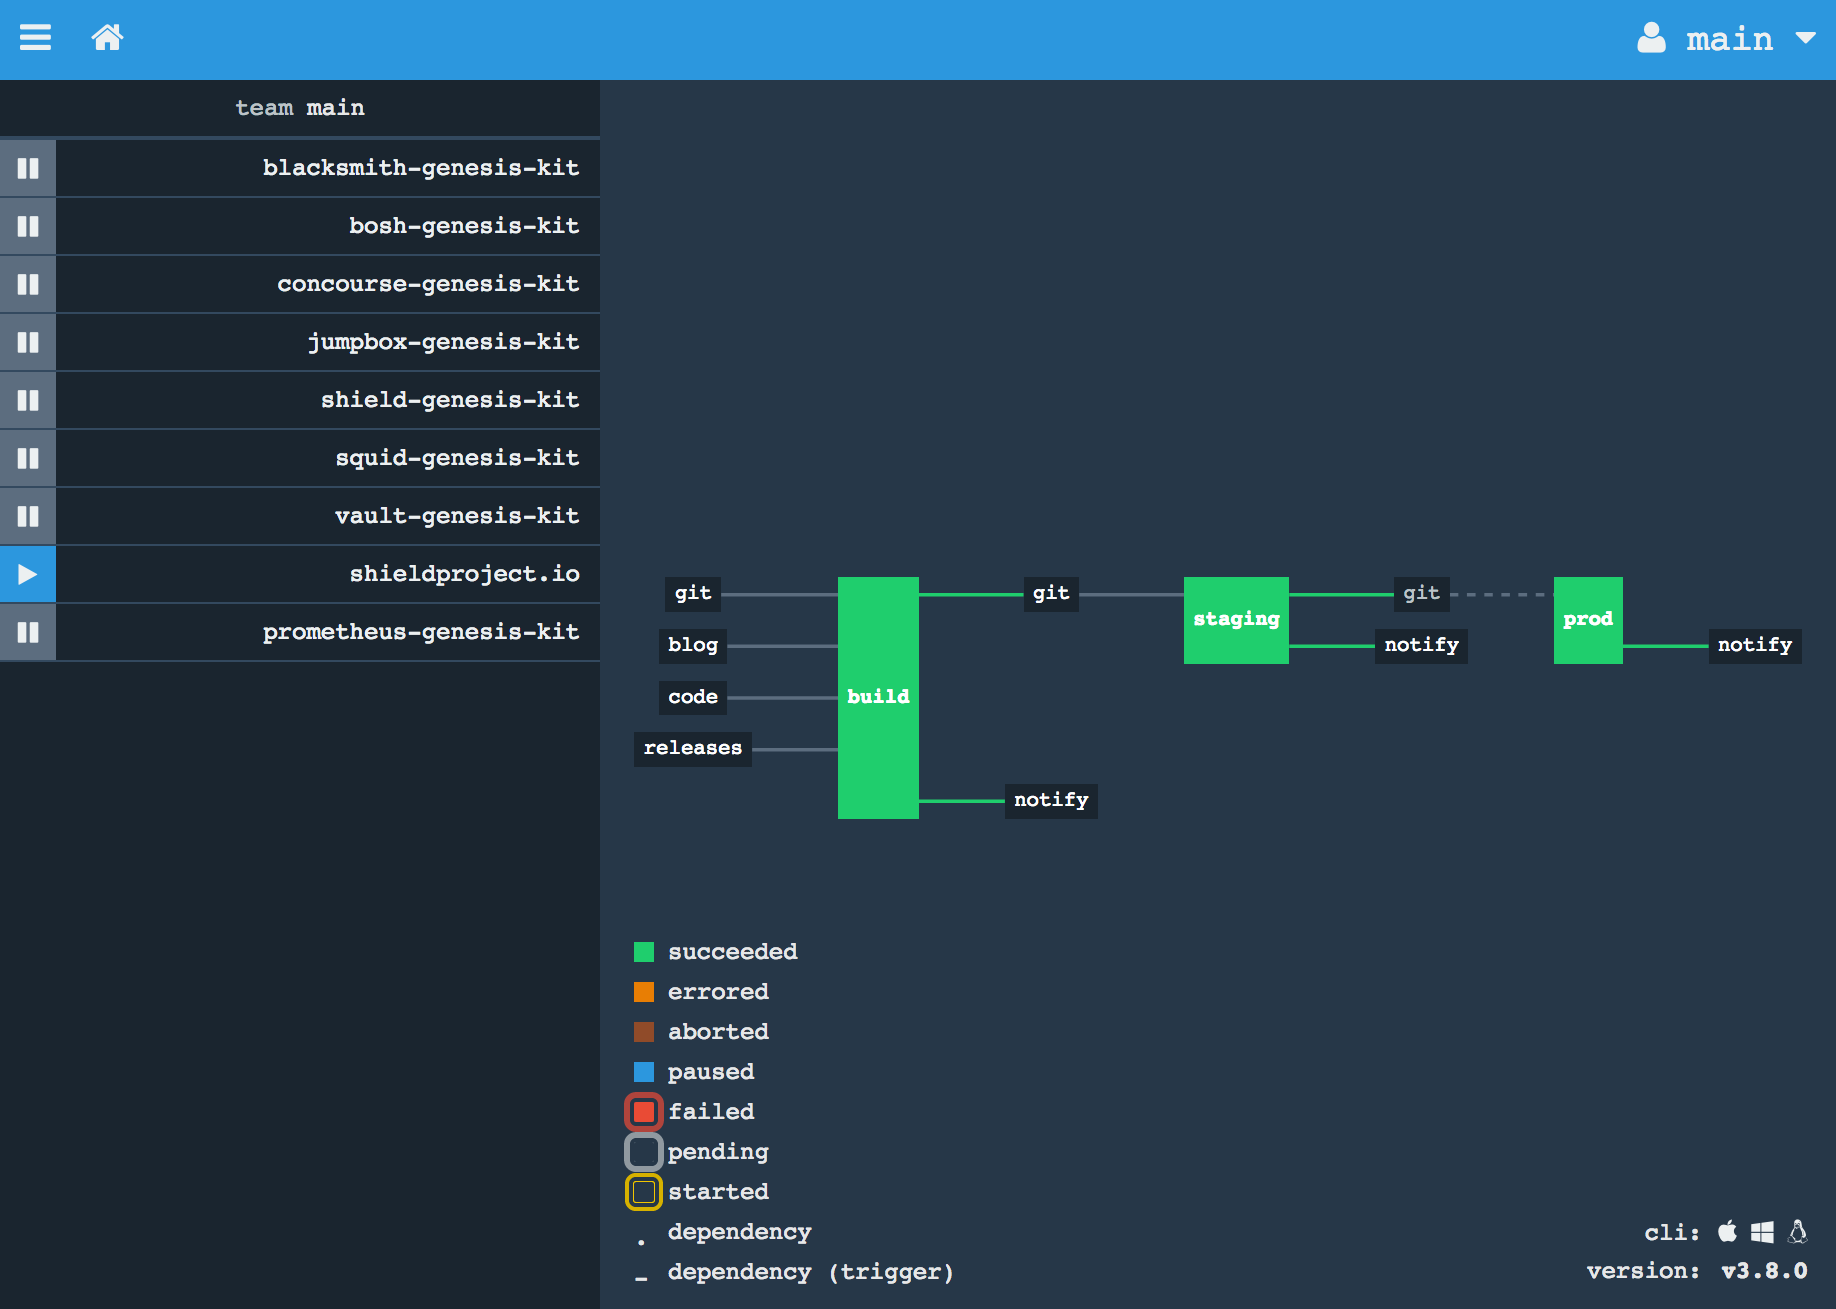 main
team main
blacksmith-genesis-kit
bosh-genesis-kit
concourse-genesis-kit
jumpbox-genesis-kit
shield-genesis-kit
squid-genesis-kit
vault-genesis-kit
shieldproject.io
prometheus-genesis-kit
git
blog
code
releases
build
git
notify
staging
git
notify
prod
notify
succeeded
errored
aborted
paused
failed
pending
started
. dependency
- dependency (trigger)
cli:
version: v3.8.0